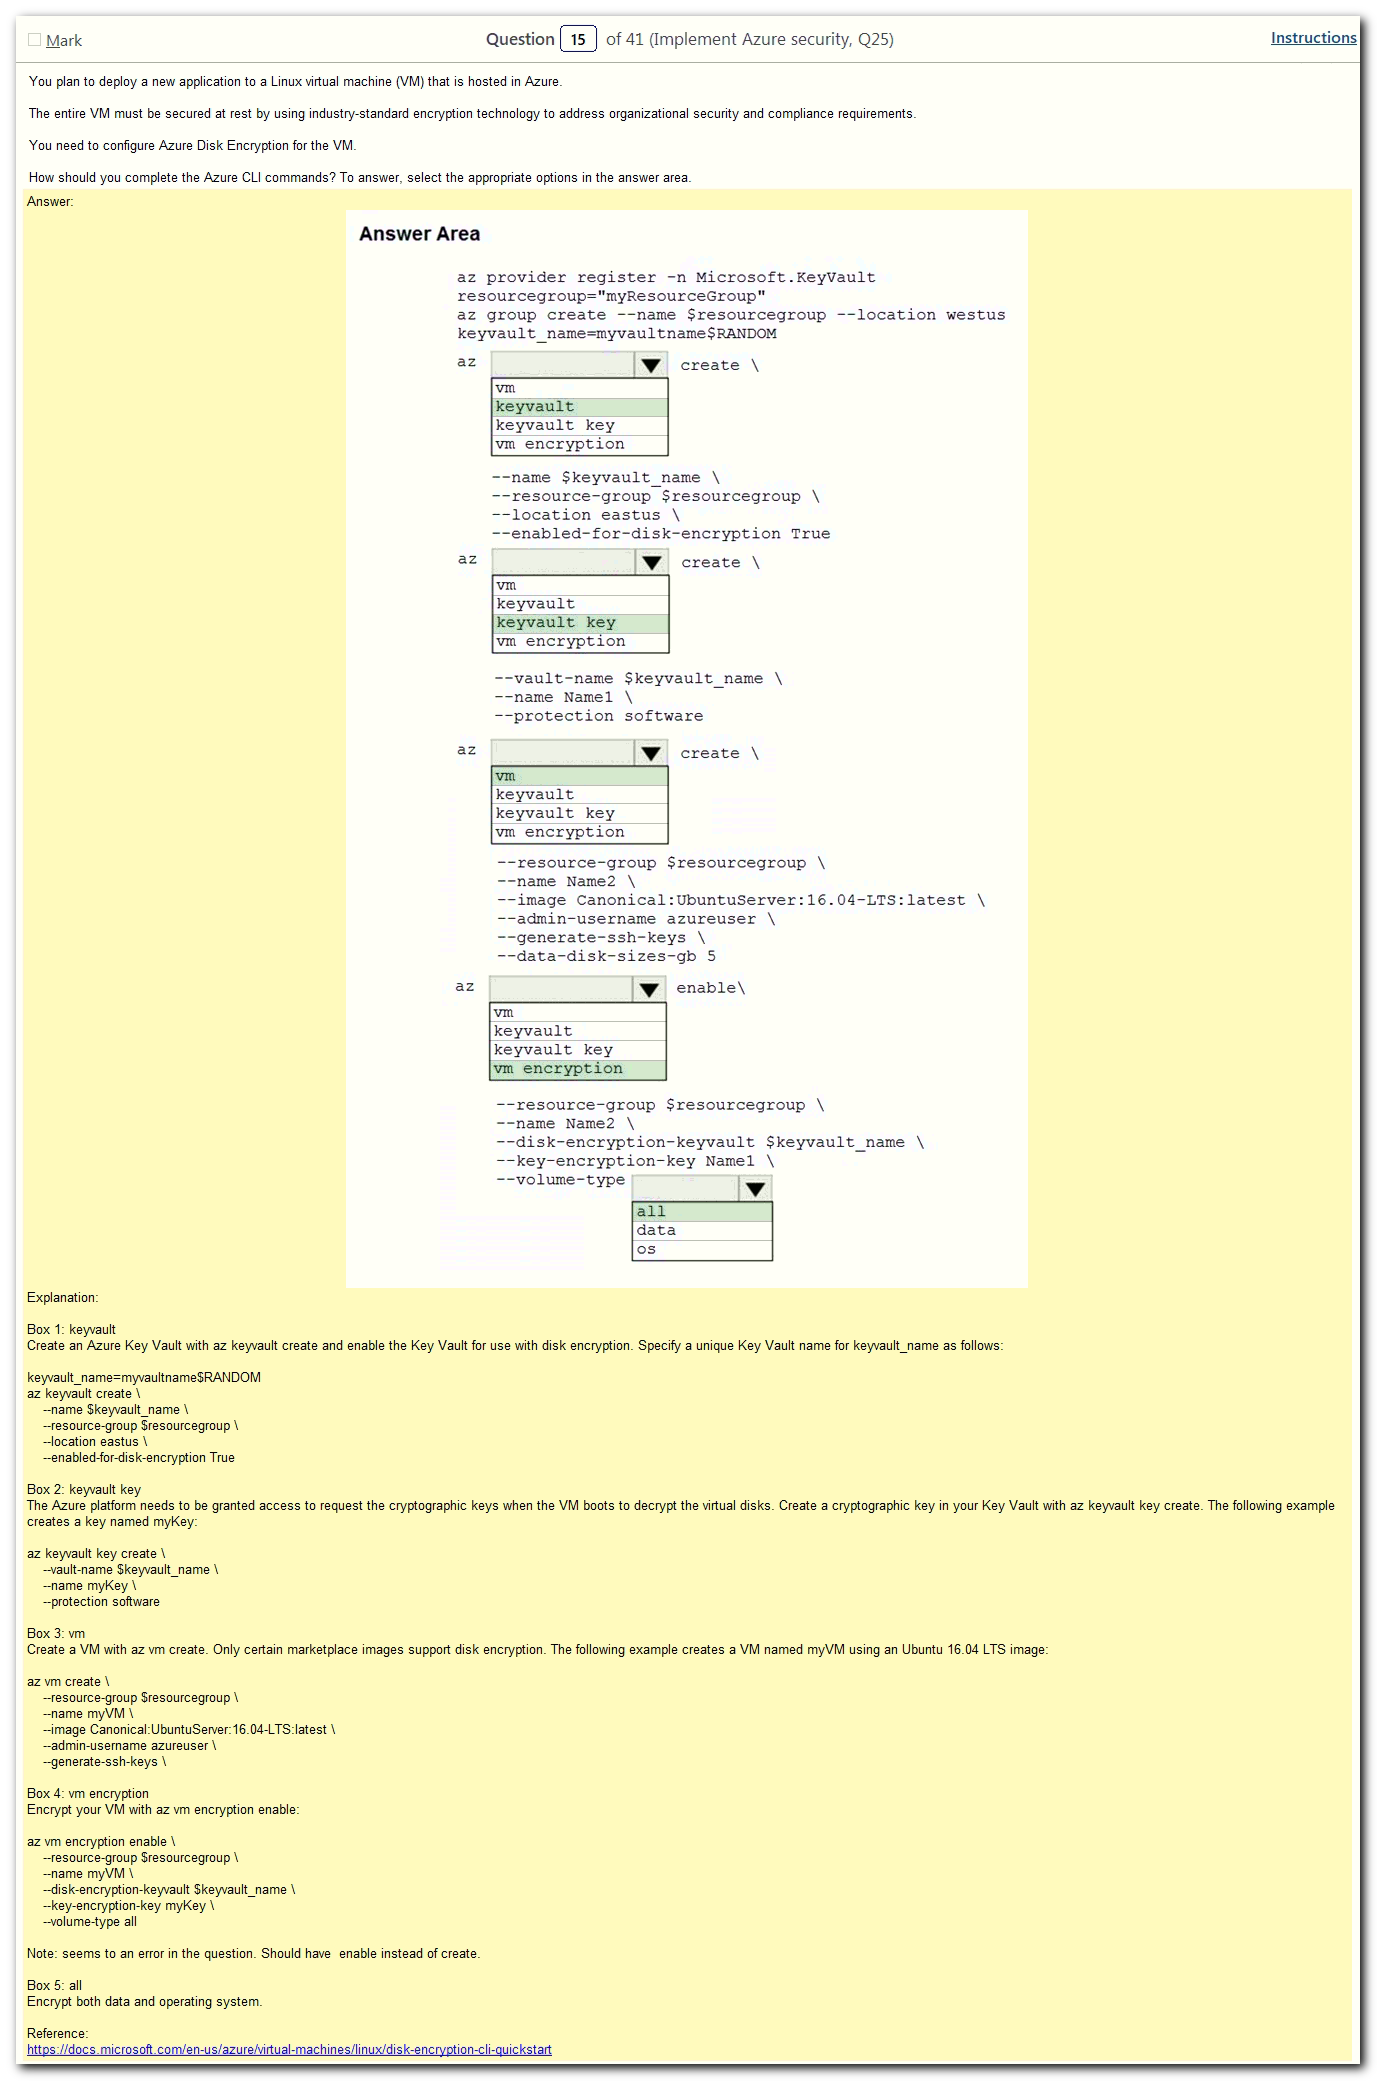 Mark
Question 15 of 41 (Implement Azure security, Q25)
Instructions
You plan to deploy a new application to a Linux virtual machine (VM) that is hosted in Azure.
The entire VM must be secured at rest by using industry-standard encryption technology to address organizational security and compliance requirements.
You need to configure Azure Disk Encryption for the VM.
How should you complete the Azure CLI commands? To answer, select the appropriate options in the answer area.
Answer:
Answer Area
az provider register -n Microsoft.KeyVault
resourcegroup="myResourceGroup"
az group create --name $resourcegroup --location westus
keyvault_name=myvaultname$RANDOM
az create \
vm
keyvault
keyvault key
vm encryption
--name $keyvault_name \
--resource-group $resourcegroup \
--location eastus \
--enabled-for-disk-encryption True
az create \
vm
keyvault
keyvault key
vm encryption
--vault-name $keyvault_name \
--name Name1 \
--protection software
az create \
vm
keyvault
keyvault key
vm encryption
--resource-group $resourcegroup \
--name Name2 \
--image Canonical:UbuntuServer:16.04-LTS:latest \
--admin-username azureuser \
--generate-ssh-keys \
--data-disk-sizes-gb 5
az enable\
vm
keyvault
keyvault key
vm encryption
--resource-group $resourcegroup \
--name Name2 \
--disk-encryption-keyvault $keyvault_name \
--key-encryption-key Name1 \
--volume-type
all
data
os
Explanation:
Box 1: keyvault
Create an Azure Key Vault with az keyvault create and enable the Key Vault for use with disk encryption. Specify a unique Key Vault name for keyvault_name as follows:
keyvault_name=myvaultname$RANDOM
az keyvault create \
--name $keyvault_name \
--resource-group $resourcegroup \
--location eastus \
--enabled-for-disk-encryption True
Box 2: keyvault key
The Azure platform needs to be granted access to request the cryptographic keys when the VM boots to decrypt the virtual disks. Create a cryptographic key in your Key Vault with az keyvault key create. The following example
creates a key named myKey:
az keyvault key create \
--vault-name $keyvault_name \
--name myKey \
--protection software
Box 3: vm
Create a VM with az vm create. Only certain marketplace images support disk encryption. The following example creates a VM named myVM using an Ubuntu 16.04 LTS image:
az vm create \
--resource-group $resourcegroup \
--name myVM \
--image Canonical:UbuntuServer:16.04-LTS:latest \
--admin-username azureuser \
--generate-ssh-keys \
Box 4: vm encryption
Encrypt your VM with az vm encryption enable:
az vm encryption enable \
--resource-group $resourcegroup \
--name myVM \
--disk-encryption-keyvault $keyvault_name \
--key-encryption-key myKey \
--volume-type all
Note: seems to an error in the question. Should have  enable instead of create.
Box 5: all
Encrypt both data and operating system.
Reference:
https://docs.microsoft.com/en-us/azure/virtual-machines/linux/disk-encryption-cli-quickstart